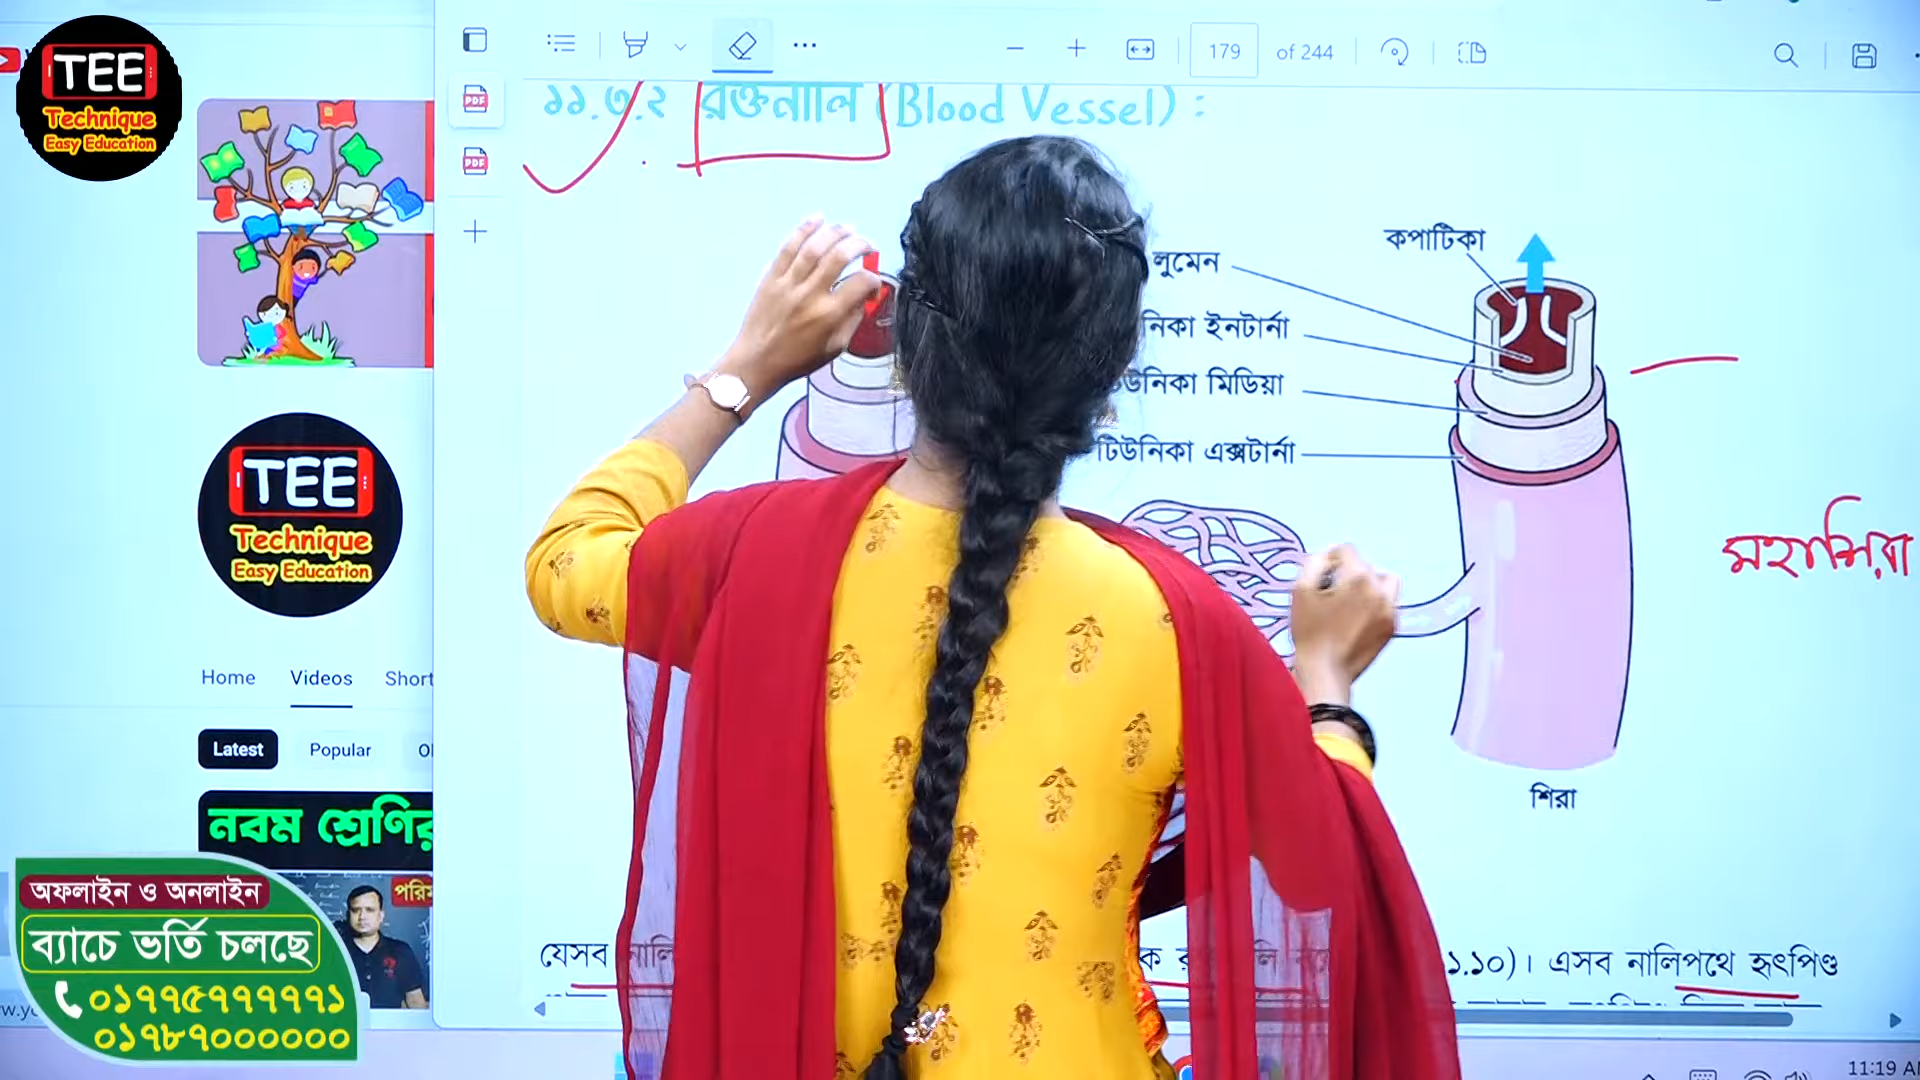 TEE
Technique
Easy Education
179 of 244
১১.৩.২ রক্তনালি (Blood Vessel) :
PDF
PDF
কপাটিকা
লুমেন
নিকা ইনটার্না
উনিকা মিডিয়া
টিউনিকা এক্সটার্না
মহাশিরা
শিরা
TEE
Technique
Easy Education
Home Videos Short
Latest Popular
নবম শ্রেণির
অফলাইন ও অনলাইন
ব্যাচে ভর্তি চলছে
০১৭৭৫৭৭৭৭৭১
০১৭৮৭০০০০০০
যেসব নালি ১.১০)। এসব নালিপথে হৃৎপিণ্ড
11:19